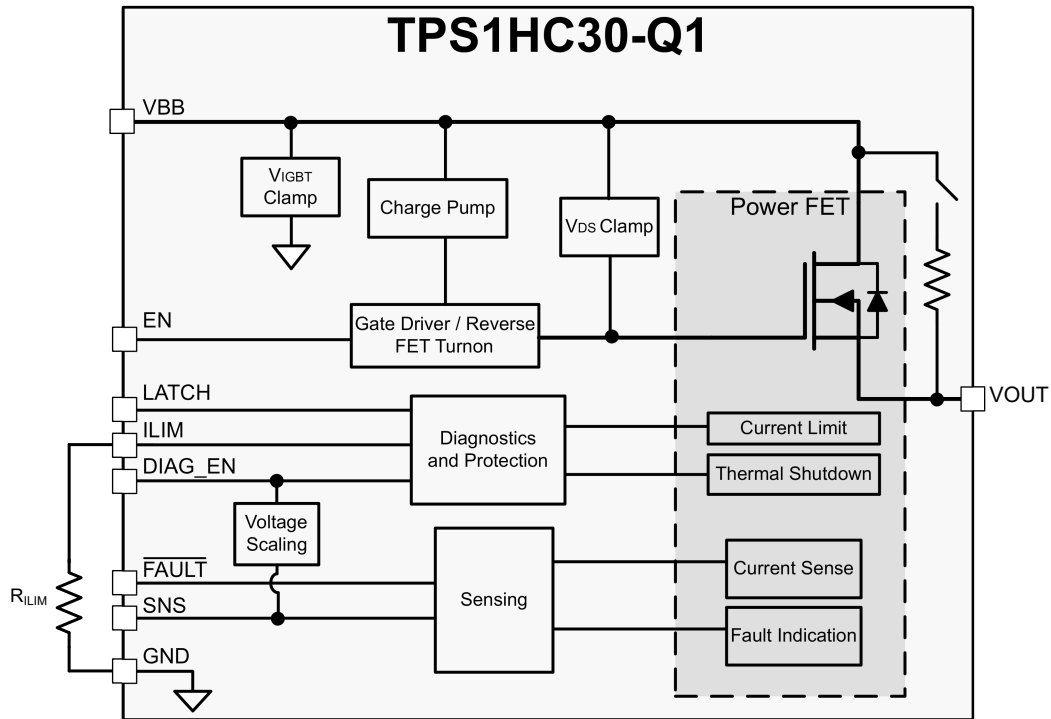 TPS1HC30-Q1
VBB
VIGBT
Clamp
Charge Pump
VDS Clamp
Power FET
EN
Gate Driver / Reverse
FET Turnon
LATCH
VOUT
ILIM
DIAG_EN
Diagnostics
and Protection
Current Limit
Thermal Shutdown
Voltage
Scaling
FAULT
SNS
RILIM
Sensing
Current Sense
Fault Indication
GND